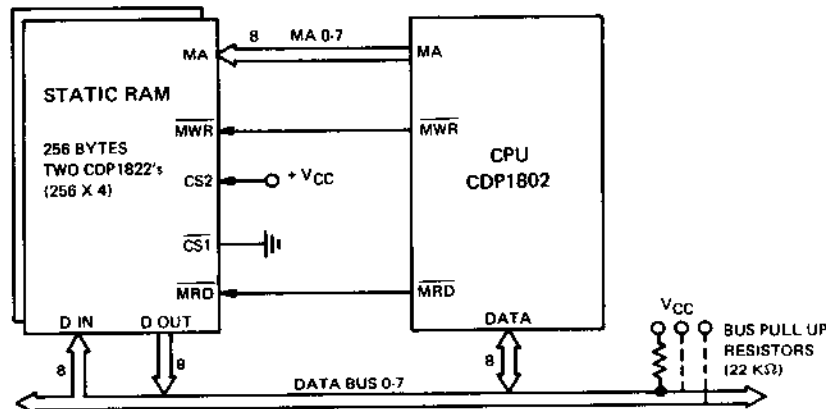 8 MA 0-7
MA
MA
STATIC RAM
MWR
MWR
256 BYTES
TWO CDP1822's
(256 X 4)
CPU
CDP1802
CS2
+ VCC
CS1
MRD
MRD
D IN
D OUT
DATA
VCC
BUS PULL UP
RESISTORS
(22 KΩ)
8
8
8
DATA BUS 0-7